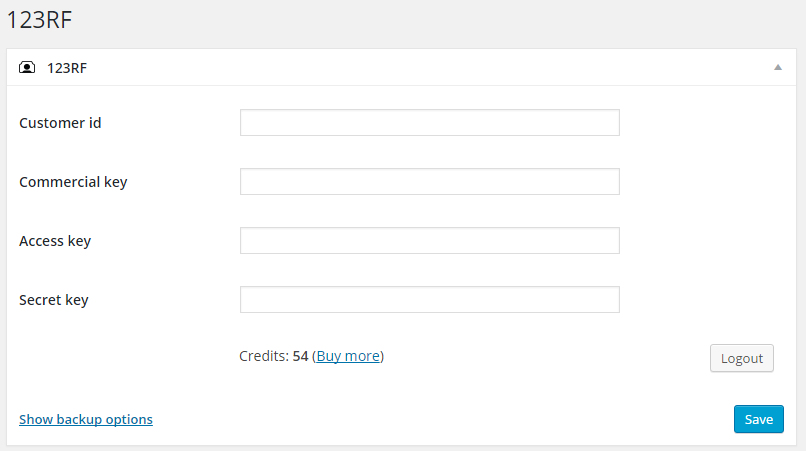 123RF
123RF
Customer id
Commercial key
Access key
Secret key
Credits: 54 (Buy more)
Logout
Show backup options
Save